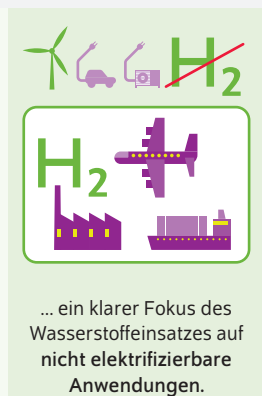 H₂
H₂
... ein klarer Fokus des
Wasserstoffeinsatzes auf
nicht elektrifizierbare
Anwendungen.